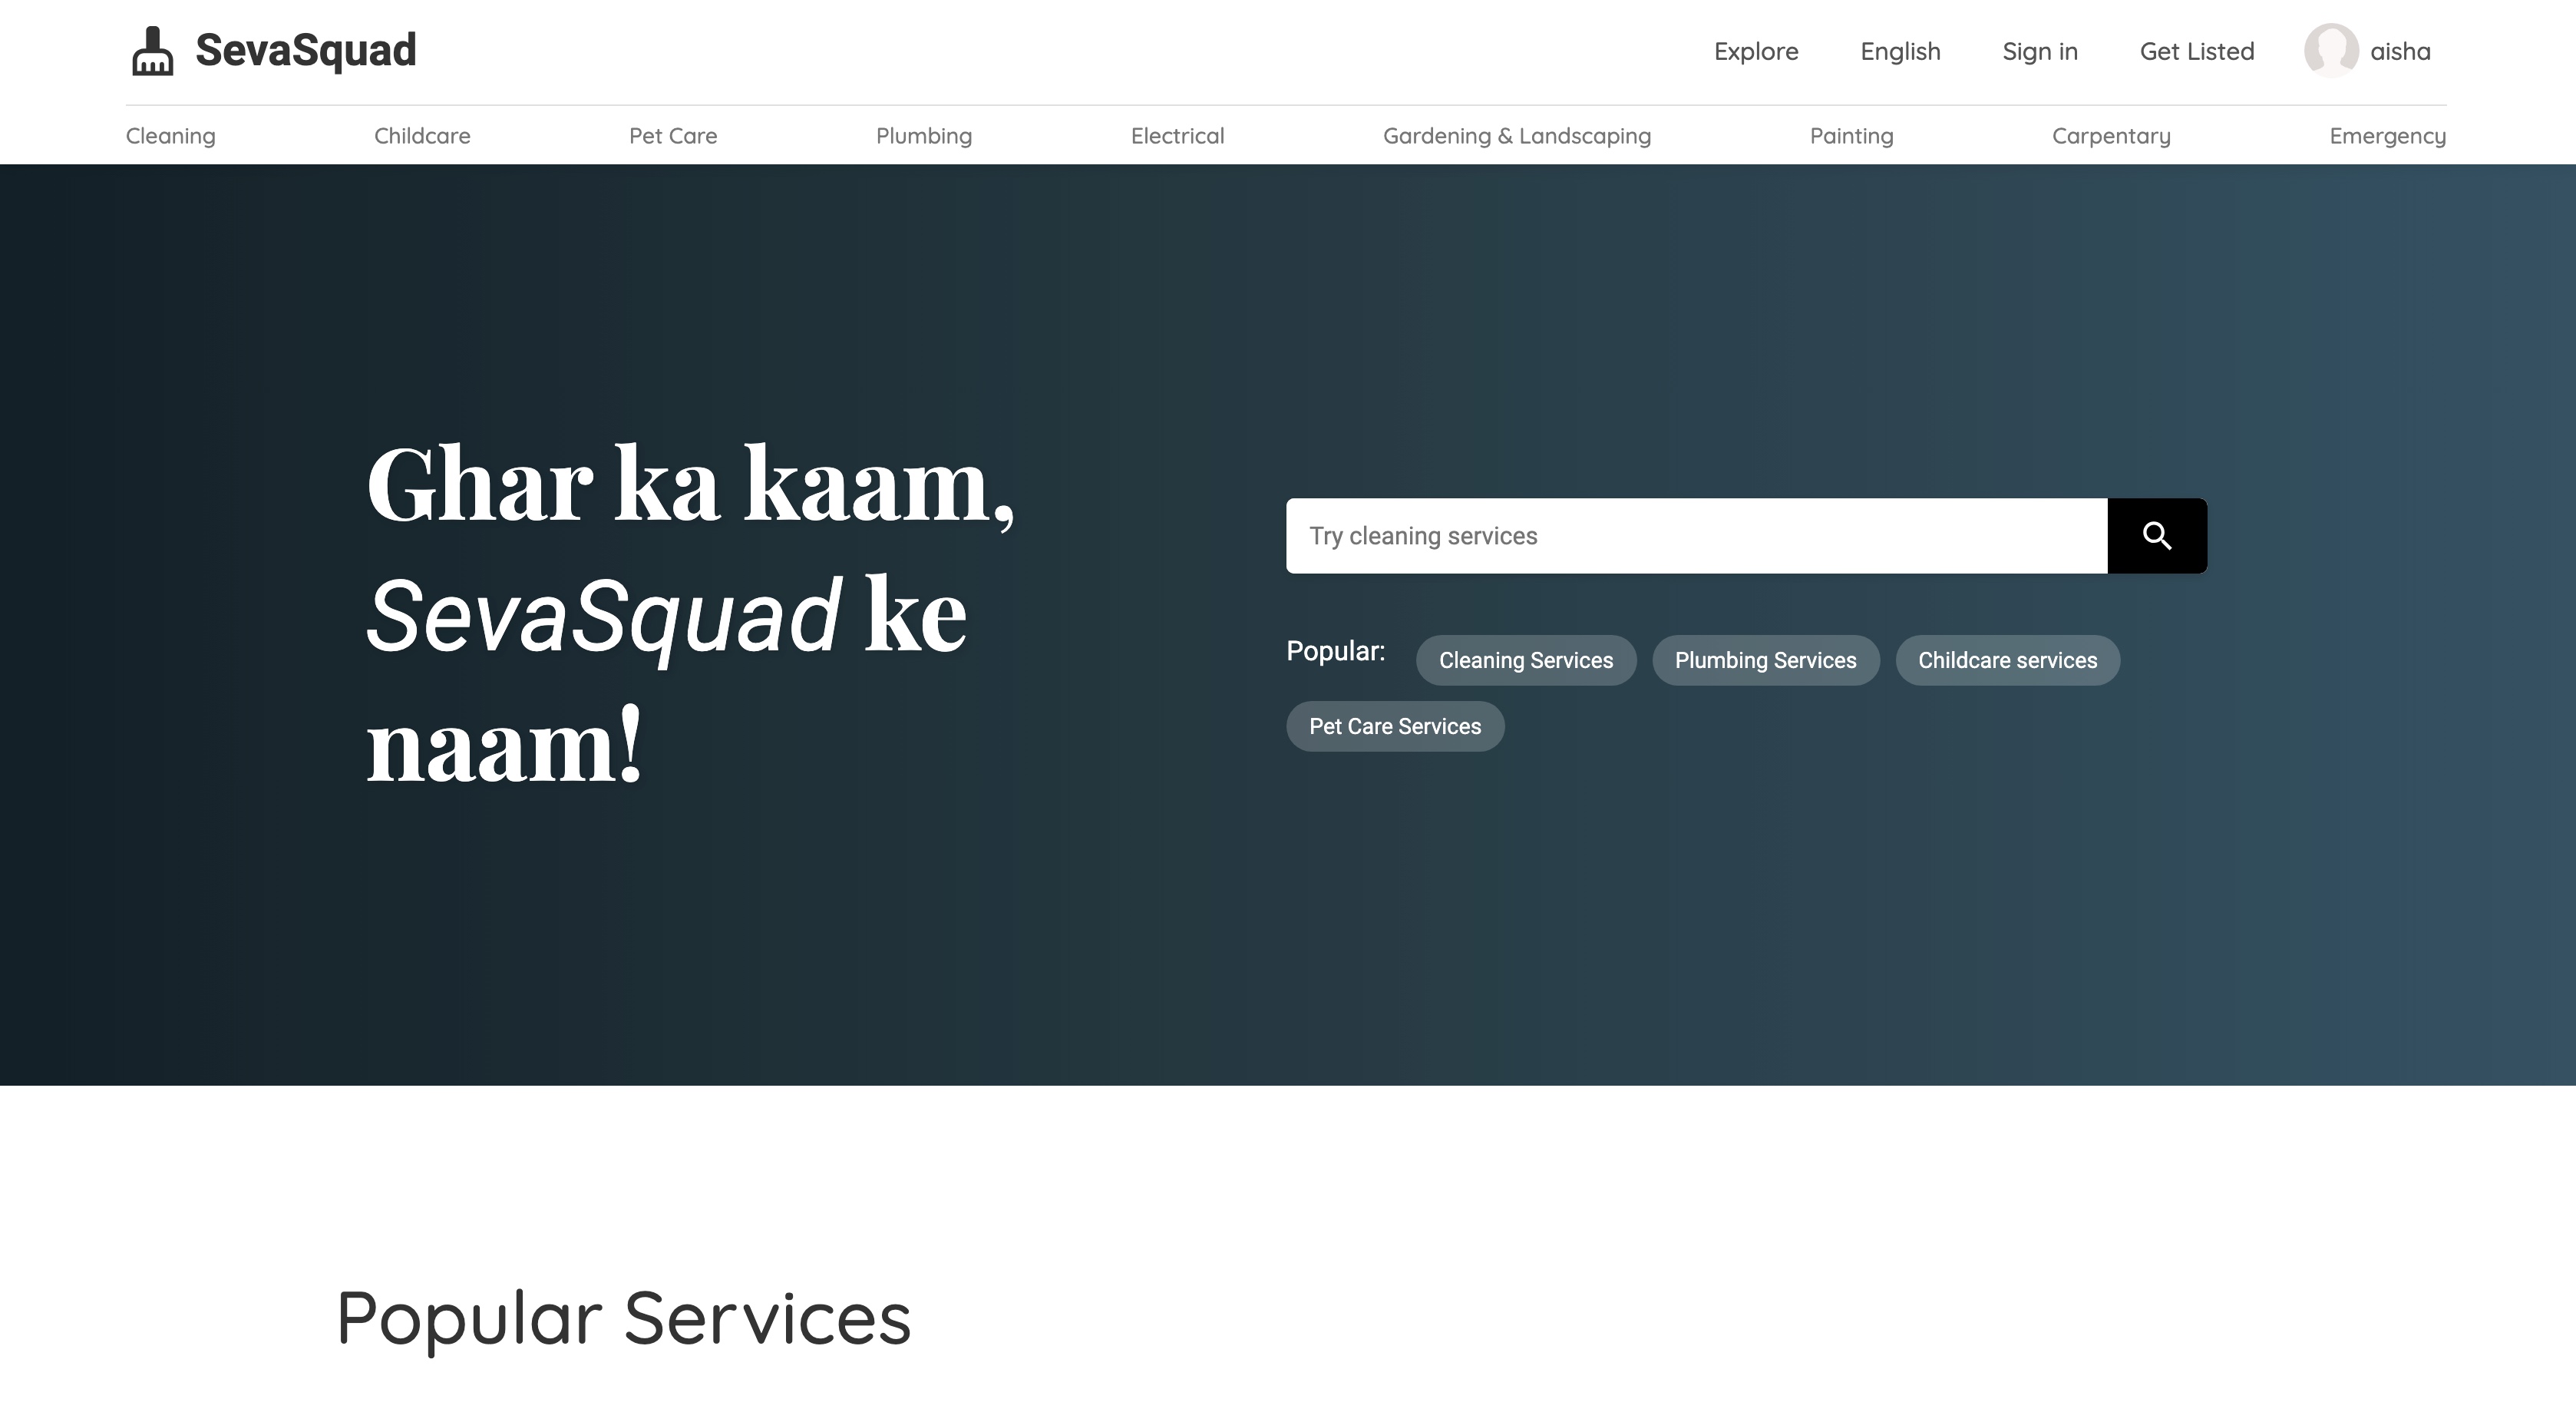 SevaSquad
Explore English Sign in Get Listed aisha
Cleaning Childcare Pet Care Plumbing Electrical Gardening & Landscaping Painting Carpentary Emergency
Ghar ka kaam,
SevaSquad ke
naam!
Try cleaning services
Popular: Cleaning Services Plumbing Services Childcare services
Pet Care Services
Popular Services